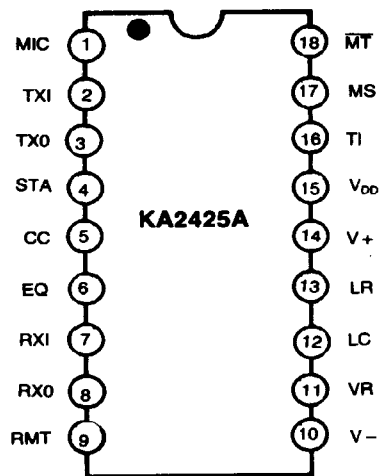 MIC 1 18 M̅T̅
TXI 2 17 MS
TX0 3 16 TI
STA 4 15 VDD
KA2425A
CC 5 14 V+
EQ 6 13 LR
RXI 7 12 LC
RX0 8 11 VR
RMT 9 10 V−